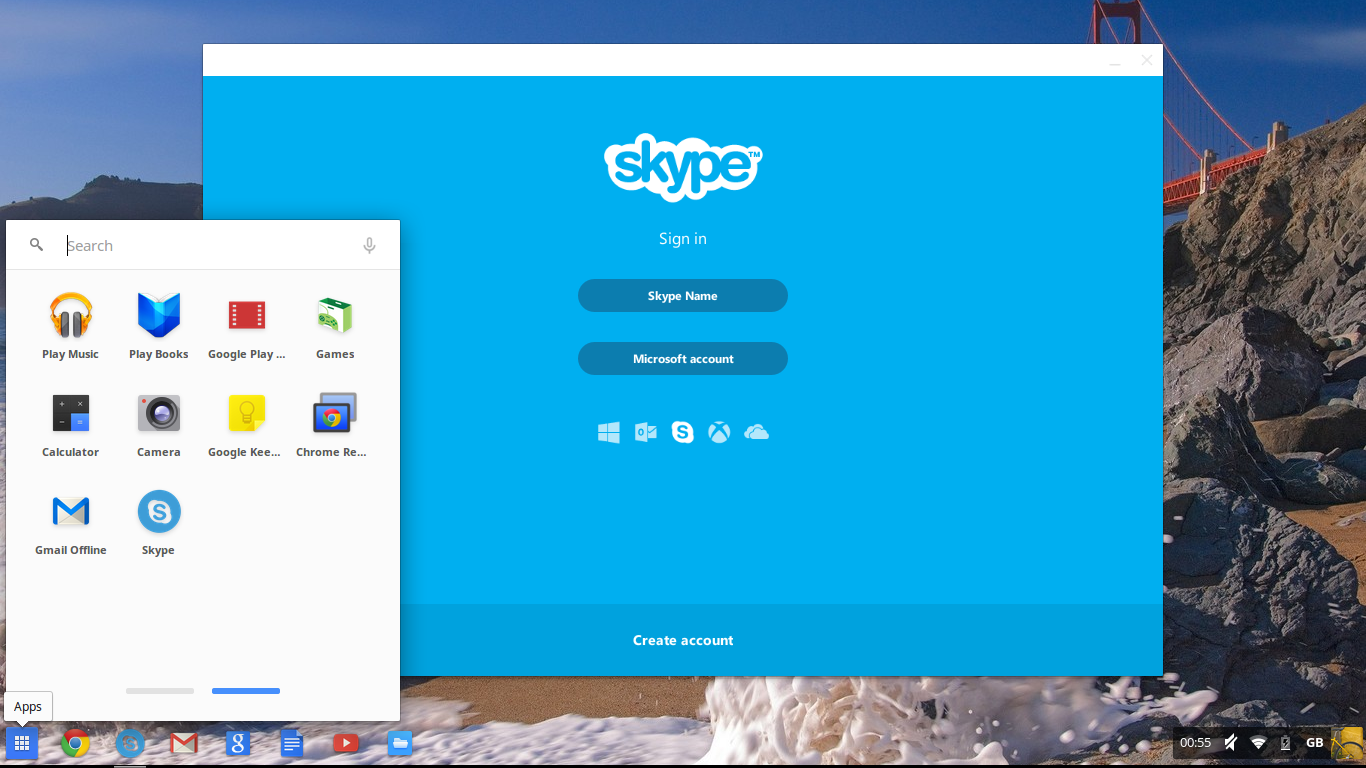 skype™
Sign in
Skype Name
Microsoft account
Create account
Search
Play Music
Play Books
Google Play ...
Games
Calculator
Camera
Google Kee...
Chrome Re...
Gmail Offline
Skype
Apps
00:55
GB